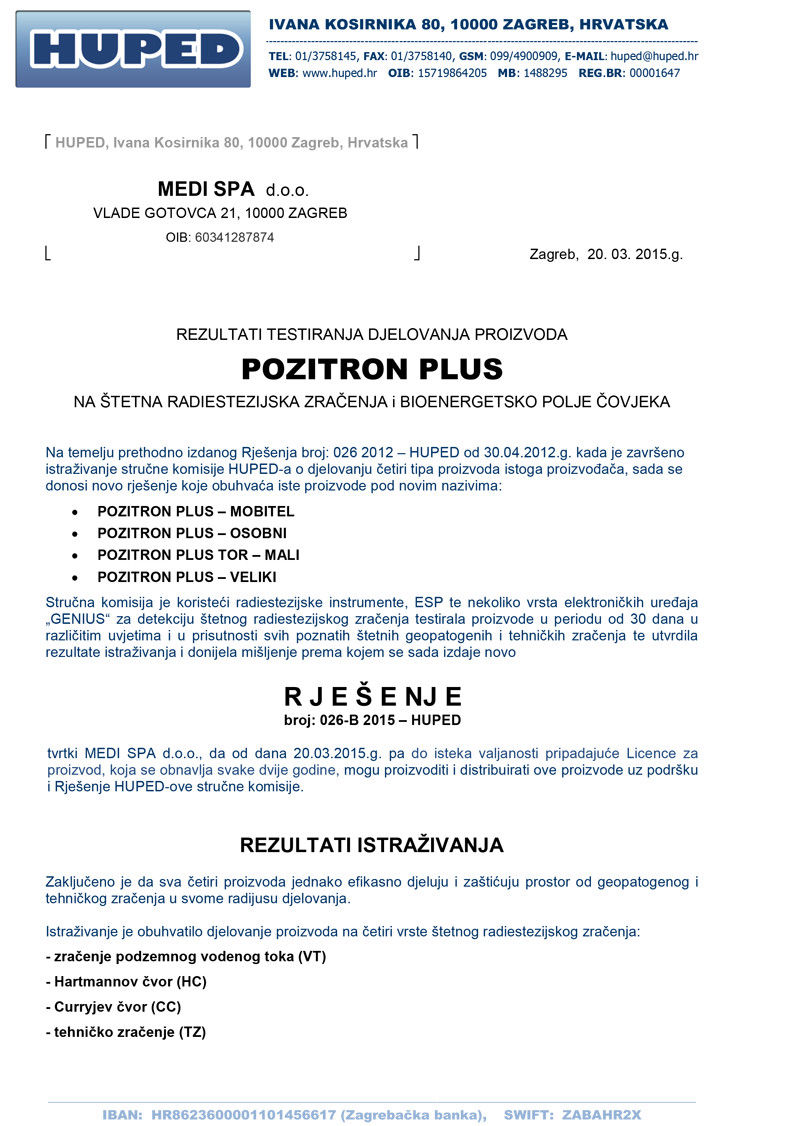 HUPED
IVANA KOSIRNIKA 80, 10000 ZAGREB, HRVATSKA
TEL: 01/3758145, FAX: 01/3758140, GSM: 099/4900909, E-MAIL: huped@huped.hr
WEB: www.huped.hr OIB: 15719864205 MB: 1488295 REG.BR: 00001647
HUPED, Ivana Kosirnika 80, 10000 Zagreb, Hrvatska
MEDI SPA d.o.o.
VLADE GOTOVCA 21, 10000 ZAGREB
OIB: 60341287874
Zagreb, 20. 03. 2015.g.
REZULTATI TESTIRANJA DJELOVANJA PROIZVODA
POZITRON PLUS
NA ŠTETNA RADIESTEZIJSKA ZRAČENJA i BIOENERGETSKO POLJE ČOVJEKA
Na temelju prethodno izdanog Rješenja broj: 026 2012 – HUPED od 30.04.2012.g. kada je završeno
istraživanje stručne komisije HUPED-a o djelovanju četiri tipa proizvoda istoga proizvođača, sada se
donosi novo rješenje koje obuhvaća iste proizvode pod novim nazivima:
• POZITRON PLUS – MOBITEL
• POZITRON PLUS – OSOBNI
• POZITRON PLUS TOR – MALI
• POZITRON PLUS – VELIKI
Stručna komisija je koristeći radiestezijske instrumente, ESP te nekoliko vrsta elektroničkih uređaja
„GENIUS“ za detekciju štetnog radiestezijskog zračenja testirala proizvode u periodu od 30 dana u
različitim uvjetima i u prisutnosti svih poznatih štetnih geopatogenih i tehničkih zračenja te utvrdila
rezultate istraživanja i donijela mišljenje prema kojem se sada izdaje novo
R J E Š E NJ E
broj: 026-B 2015 – HUPED
tvrtki MEDI SPA d.o.o., da od dana 20.03.2015.g. pa do isteka valjanosti pripadajuće Licence za
proizvod, koja se obnavlja svake dvije godine, mogu proizvoditi i distribuirati ove proizvode uz podršku
i Rješenje HUPED-ove stručne komisije.
REZULTATI ISTRAŽIVANJA
Zaključeno je da sva četiri proizvoda jednako efikasno djeluju i zaštićuju prostor od geopatogenog i
tehničkog zračenja u svome radijusu djelovanja.
Istraživanje je obuhvatilo djelovanje proizvoda na četiri vrste štetnog radiestezijskog zračenja:
- zračenje podzemnog vodenog toka (VT)
- Hartmannov čvor (HC)
- Curryjev čvor (CC)
- tehničko zračenje (TZ)
IBAN: HR8623600001101456617 (Zagrebačka banka), SWIFT: ZABAHR2X